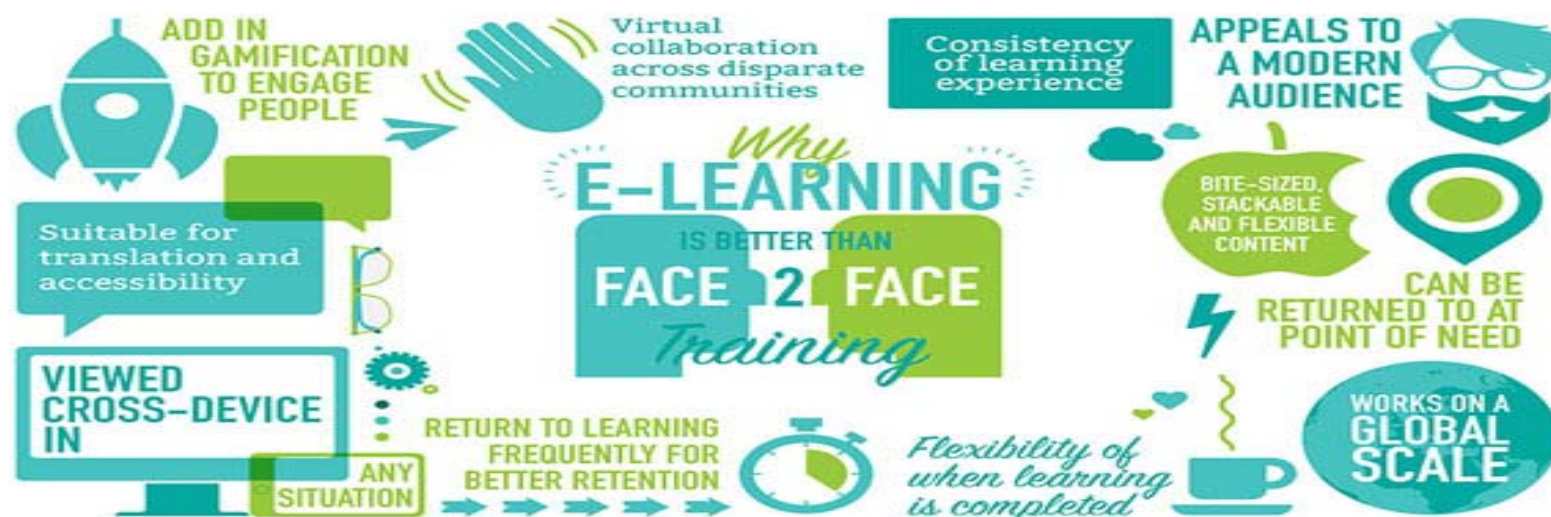 ADD IN
GAMIFICATION
TO ENGAGE
PEOPLE
Virtual
collaboration
across disparate
communities
Consistency
of learning
experience
APPEALS TO
A MODERN
AUDIENCE
Why
E-LEARNING
IS BETTER THAN
FACE 2 FACE
Training
Suitable for
translation and
accessibility
BITE-SIZED,
STACKABLE
AND FLEXIBLE
CONTENT
CAN BE
RETURNED TO AT
POINT OF NEED
VIEWED
CROSS-DEVICE
IN
ANY
SITUATION
RETURN TO LEARNING
FREQUENTLY FOR
BETTER RETENTION
Flexibility of
when learning
is completed
WORKS ON A
GLOBAL
SCALE